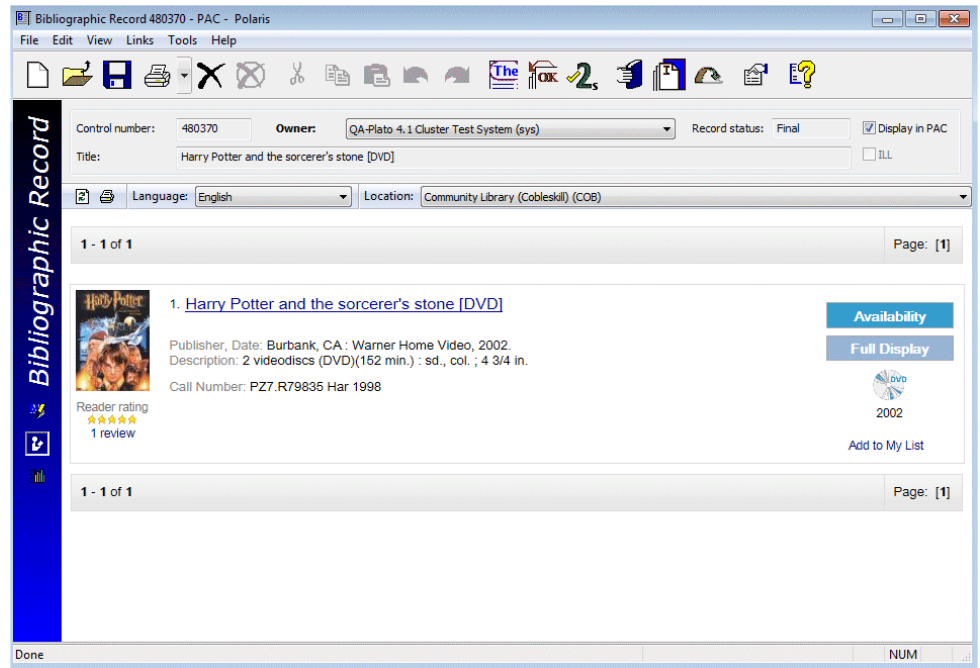 Bibliographic Record 480370 - PAC - Polaris
File Edit View Links Tools Help
The
2s
Control number: 480370 Owner: QA-Plato 4.1 Cluster Test System (sys) Record status: Final Display in PAC
Title: Harry Potter and the sorcerer's stone [DVD] ILL
Language: English Location: Community Library (Cobleskill) (COB)
Bibliographic Record
1 - 1 of 1 Page: [1]
Harry Potter
1. Harry Potter and the sorcerer's stone [DVD]
Availability
Publisher, Date: Burbank, CA : Warner Home Video, 2002.
Full Display
Description: 2 videodiscs (DVD)(152 min.) : sd., col. ; 4 3/4 in.
DVD
Call Number: PZ7.R79835 Har 1998
Reader rating
2002
1 review
Add to My List
1 - 1 of 1 Page: [1]
Done NUM